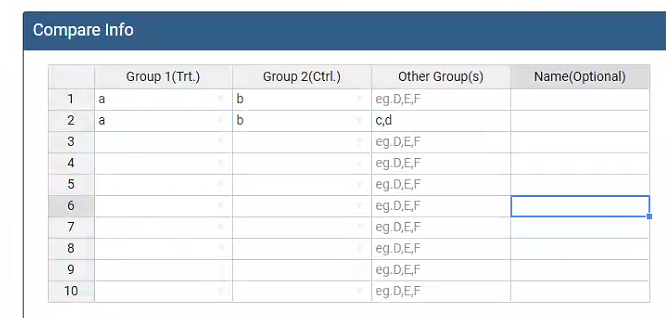 Compare Info
Group 1(Trt.) Group 2(Ctrl.) Other Group(s) Name(Optional)
1 a b eg.D,E,F
2 a b c,d
3 eg.D,E,F
4 eg.D,E,F
5 eg.D,E,F
6 eg.D,E,F
7 eg.D,E,F
8 eg.D,E,F
9 eg.D,E,F
10 eg.D,E,F